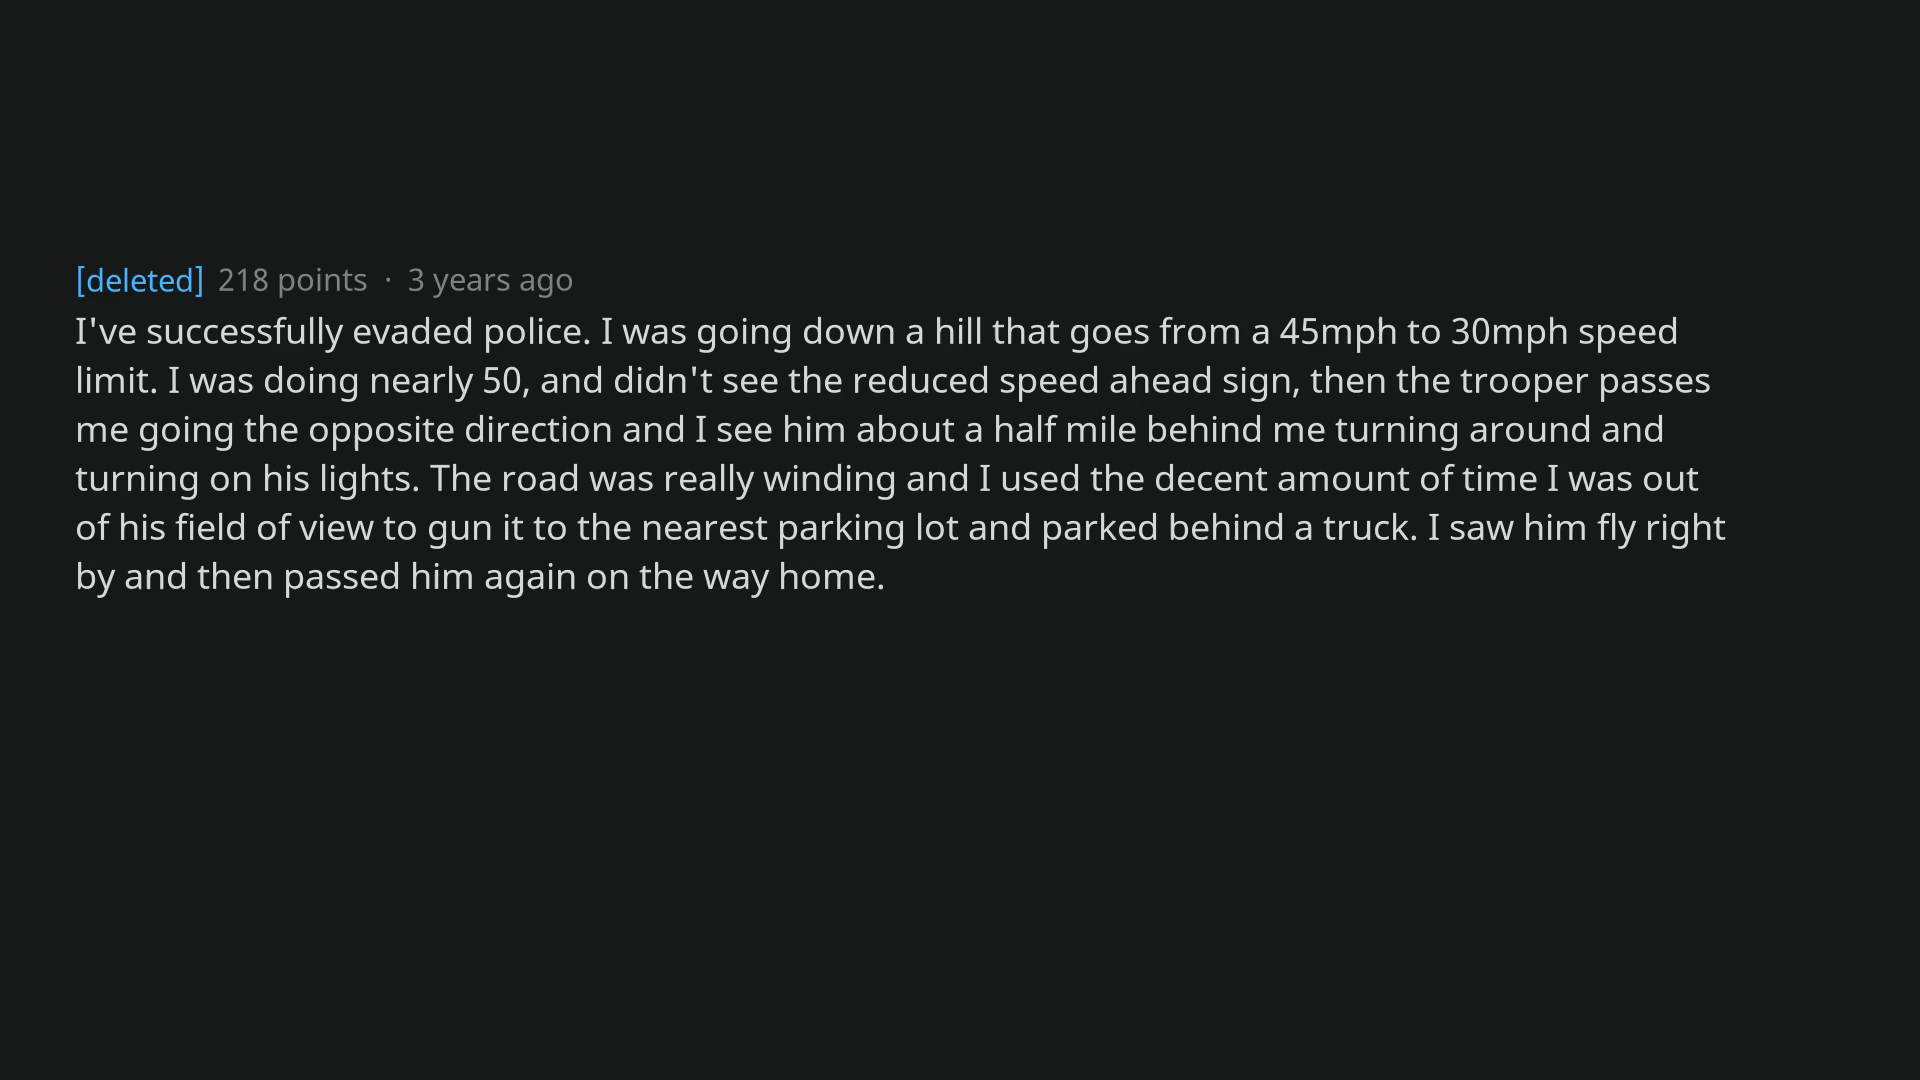 [deleted] 218 points · 3 years ago
I've successfully evaded police. I was going down a hill that goes from a 45mph to 30mph speed
limit. I was doing nearly 50, and didn't see the reduced speed ahead sign, then the trooper passes
me going the opposite direction and I see him about a half mile behind me turning around and
turning on his lights. The road was really winding and I used the decent amount of time I was out
of his field of view to gun it to the nearest parking lot and parked behind a truck. I saw him fly right
by and then passed him again on the way home.